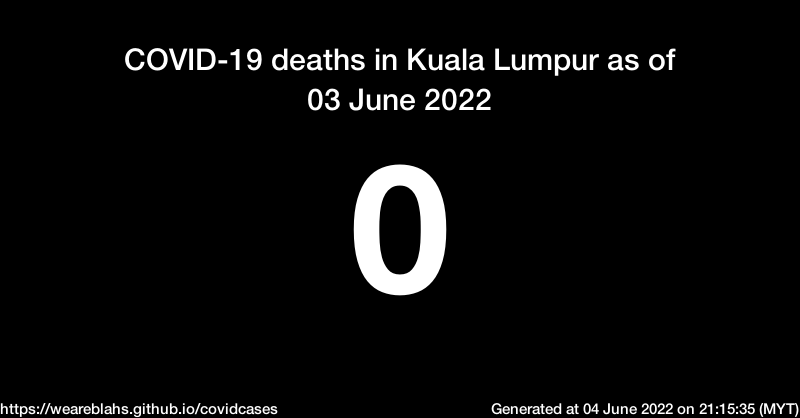 COVID-19 deaths in Kuala Lumpur as of
03 June 2022
0
https://weareblahs.github.io/covidcases
Generated at 04 June 2022 on 21:15:35 (MYT)